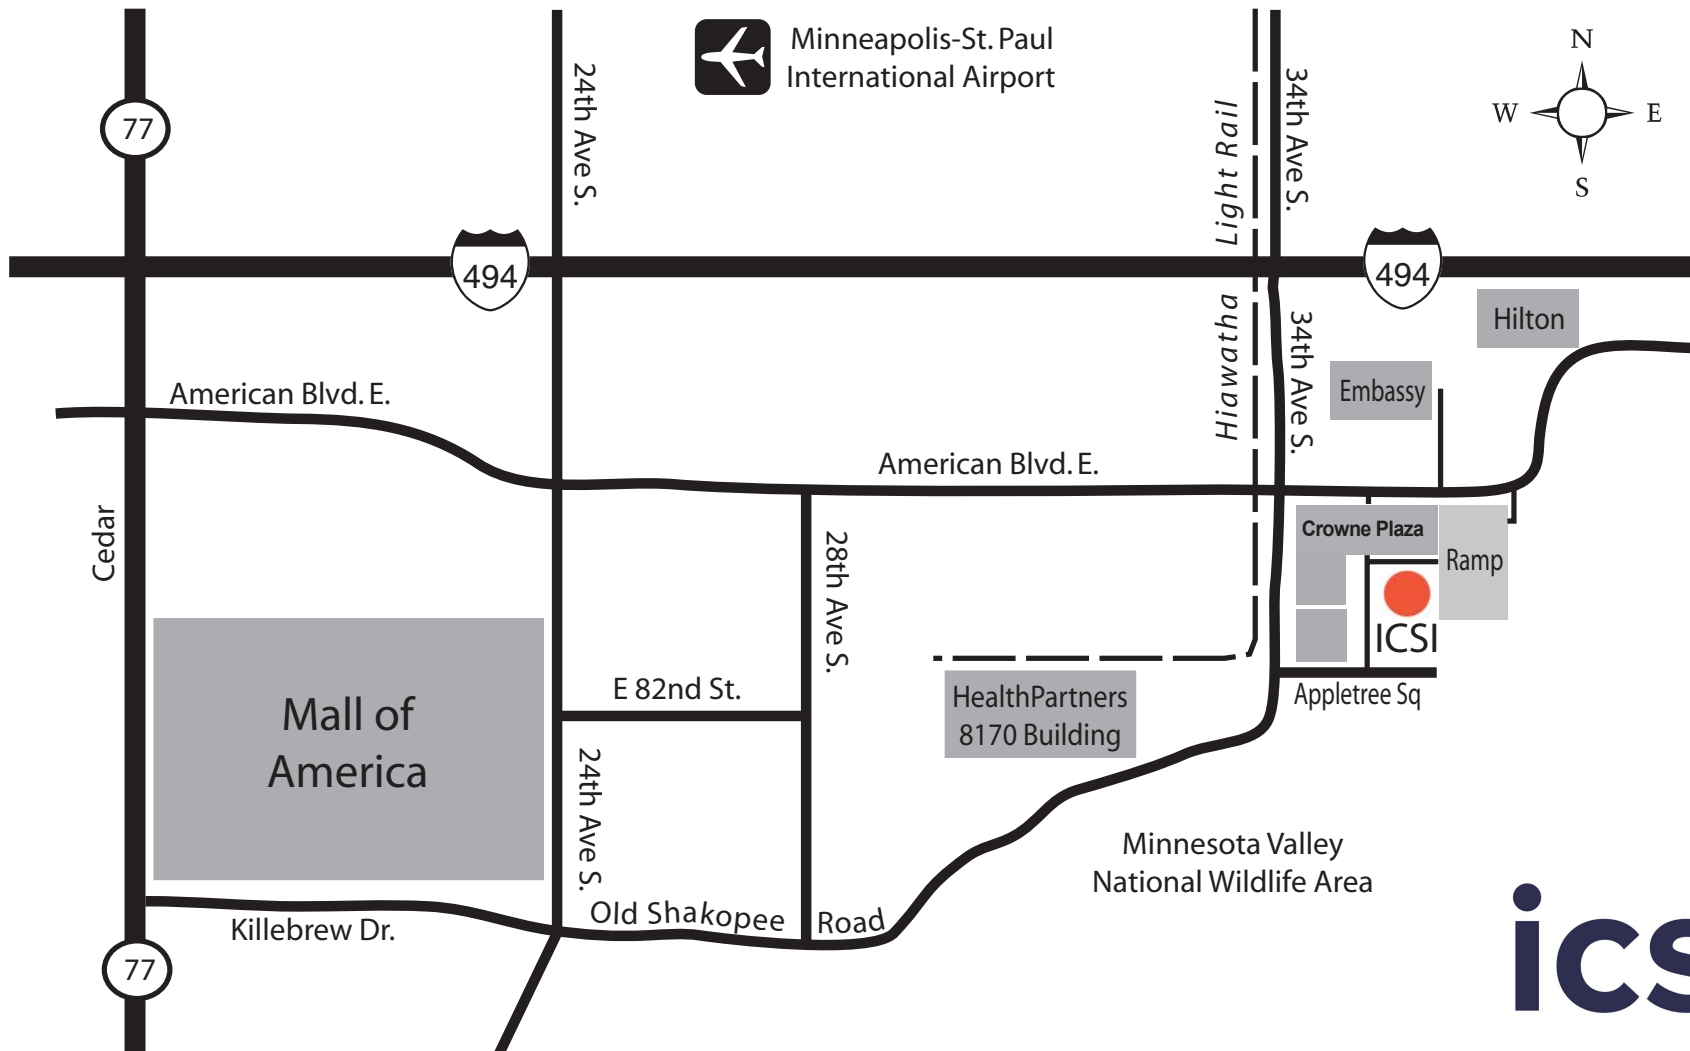 Minneapolis-St. Paul
International Airport
N
W
E
S
77
24th Ave S.
Hiawatha Light Rail
34th Ave S.
494
494
Hilton
34th Ave S.
Embassy
American Blvd. E.
American Blvd. E.
Cedar
28th Ave S.
Crowne Plaza
Ramp
ICSI
Appletree Sq
Mall of
America
E 82nd St.
HealthPartners
8170 Building
24th Ave S.
Minnesota Valley
National Wildlife Area
Killebrew Dr.
Old Shakopee Road
77
ics